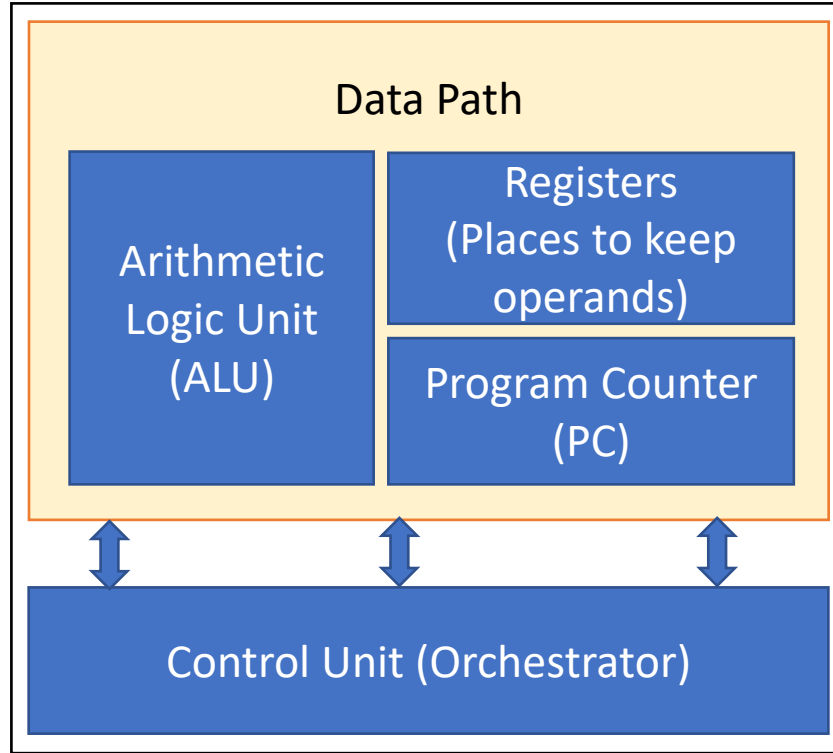 Data Path
Arithmetic
Logic Unit
(ALU)
Registers
(Places to keep
operands)
Program Counter
(PC)
Control Unit (Orchestrator)